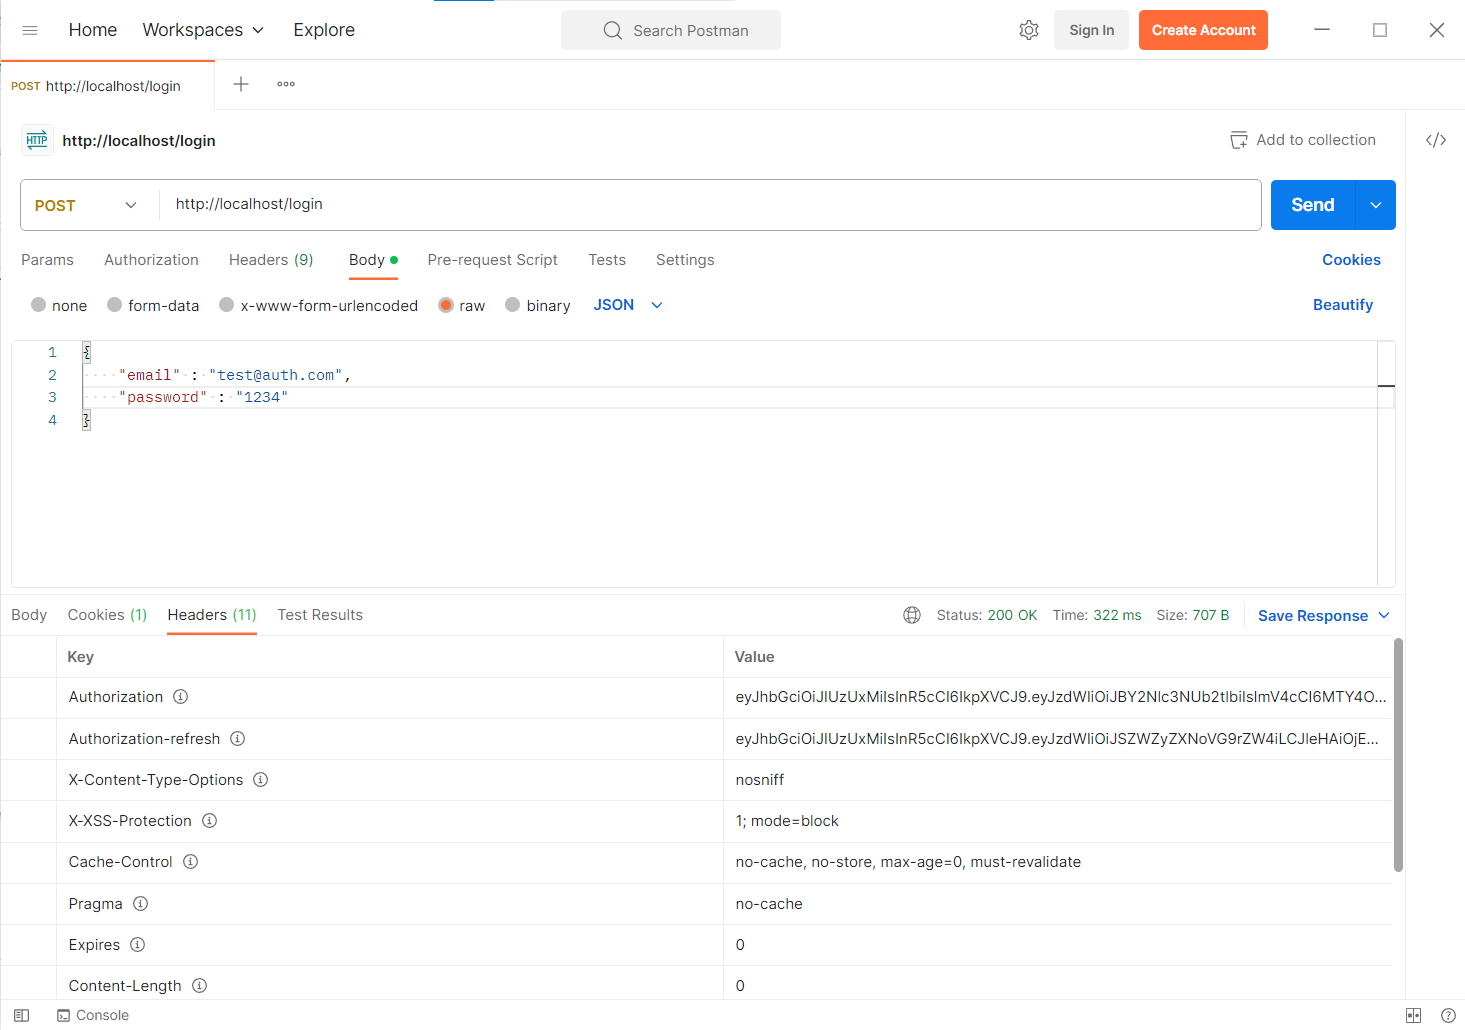 Home Workspaces Explore Search Postman Sign In Create Account
POST http://localhost/login
HTTP http://localhost/login Add to collection </>
POST http://localhost/login Send
Params Authorization Headers (9) Body Pre-request Script Tests Settings Cookies
none form-data x-www-form-urlencoded raw binary JSON Beautify
1 {
2 "email" : "test@auth.com",
3 "password" : "1234"
4 }
Body Cookies (1) Headers (11) Test Results Status: 200 OK Time: 322 ms Size: 707 B Save Response
Key Value
Authorization eyJhbGciOiJIUzUxMiIsInR5cCI6IkpXVCJ9.eyJzdWIiOiJBY2Nlc3NUb2tlbiIsImV4cCI6MTY4O...
Authorization-refresh eyJhbGciOiJIUzUxMiIsInR5cCI6IkpXVCJ9.eyJzdWIiOiJSZWZyZXNoVG9rZW4iLCJleHAiOjE...
X-Content-Type-Options nosniff
X-XSS-Protection 1; mode=block
Cache-Control no-cache, no-store, max-age=0, must-revalidate
Pragma no-cache
Expires 0
Content-Length 0
Console